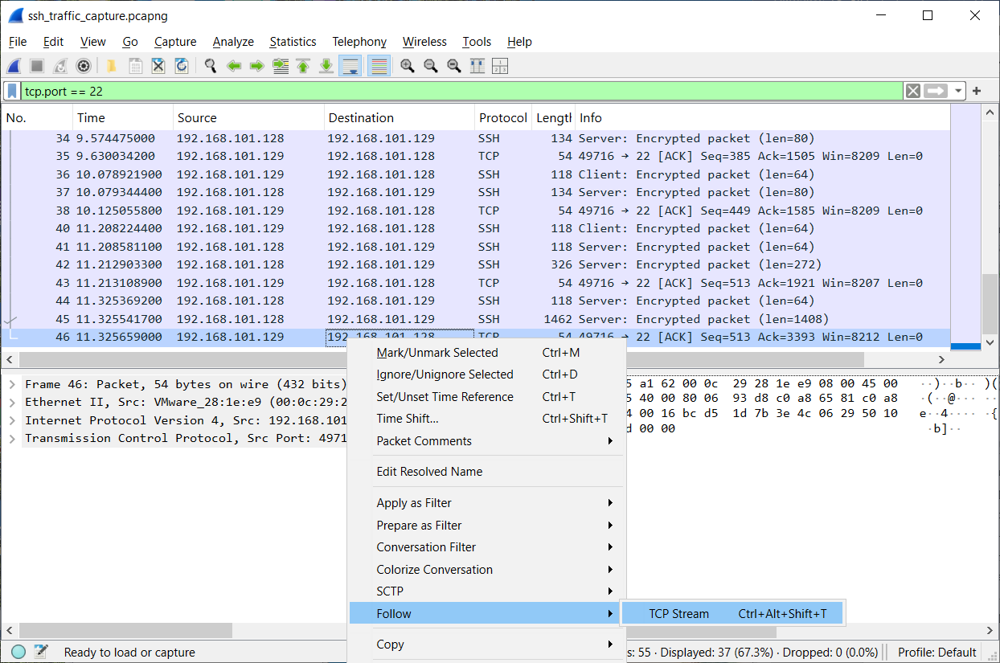 ssh_traffic_capture.pcapng
File Edit View Go Capture Analyze Statistics Telephony Wireless Tools Help
tcp.port == 22
No. Time Source Destination Protocol Length Info
34 9.574475000 192.168.101.128 192.168.101.129 SSH 134 Server: Encrypted packet (len=80)
35 9.630034200 192.168.101.129 192.168.101.128 TCP 54 49716 → 22 [ACK] Seq=385 Ack=1505 Win=8209 Len=0
36 10.078921900 192.168.101.129 192.168.101.128 SSH 118 Client: Encrypted packet (len=64)
37 10.079344400 192.168.101.128 192.168.101.129 SSH 134 Server: Encrypted packet (len=80)
38 10.125055800 192.168.101.129 192.168.101.128 TCP 54 49716 → 22 [ACK] Seq=449 Ack=1585 Win=8209 Len=0
40 11.208224400 192.168.101.129 192.168.101.128 SSH 118 Client: Encrypted packet (len=64)
41 11.208581100 192.168.101.128 192.168.101.129 SSH 118 Server: Encrypted packet (len=64)
42 11.212903300 192.168.101.128 192.168.101.129 SSH 326 Server: Encrypted packet (len=272)
43 11.213108900 192.168.101.129 192.168.101.128 TCP 54 49716 → 22 [ACK] Seq=513 Ack=1921 Win=8207 Len=0
44 11.325369200 192.168.101.128 192.168.101.129 SSH 118 Server: Encrypted packet (len=64)
45 11.325541700 192.168.101.128 192.168.101.129 SSH 1462 Server: Encrypted packet (len=1408)
46 11.325659000 192.168.101.129 192.168.101.128 TCP 54 49716 → 22 [ACK] Seq=513 Ack=3393 Win=8212 Len=0
Mark/Unmark Selected Ctrl+M
Ignore/Unignore Selected Ctrl+D
Set/Unset Time Reference Ctrl+T
Time Shift... Ctrl+Shift+T
Packet Comments
Edit Resolved Name
Apply as Filter
Prepare as Filter
Conversation Filter
Colorize Conversation
SCTP
Follow
TCP Stream Ctrl+Alt+Shift+T
Copy
Frame 46: Packet, 54 bytes on wire (432 bits)
Ethernet II, Src: VMware_28:1e:e9 (00:0c:29:2
Internet Protocol Version 4, Src: 192.168.101
Transmission Control Protocol, Src Port: 4971
a1 62 00 0c 29 28 1e e9 08 00 45 00 ··)··b·· )(
40 00 80 06 93 d8 c0 a8 65 81 c0 a8 ·(··@···
00 16 bc d5 1d 7b 3e 4c 06 29 50 10 e··4···· ·{
00 00 ·b]··
Ready to load or capture
s: 55 · Displayed: 37 (67.3%) · Dropped: 0 (0.0%)
Profile: Default